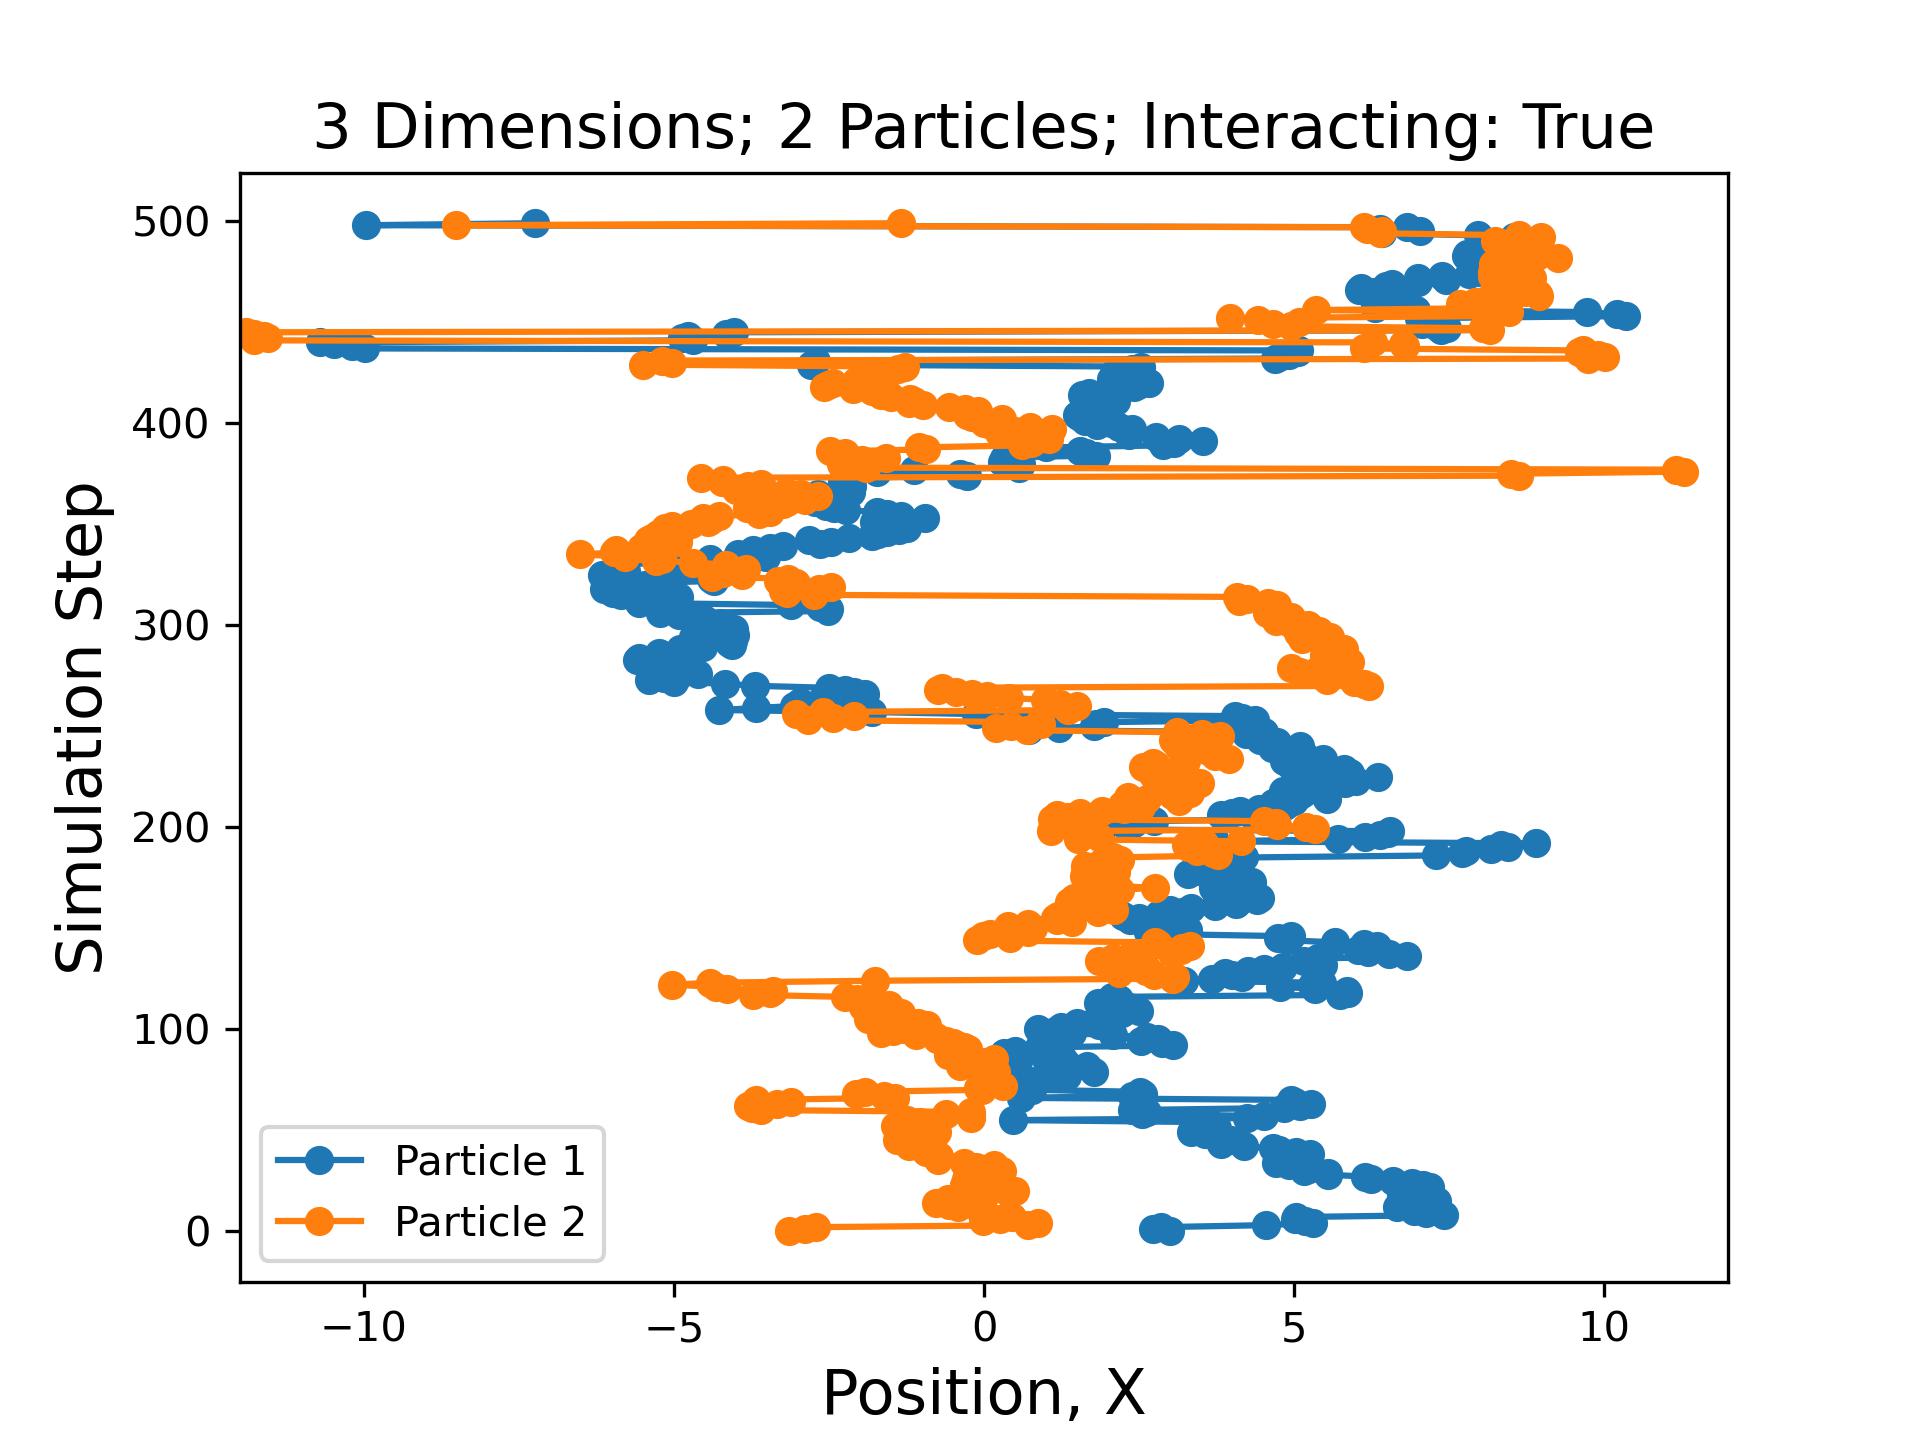 3 Dimensions; 2 Particles; Interacting: True
500
400
300
200
100
0
Simulation Step
Particle 1
Particle 2
−10
−5
0
5
10
Position, X